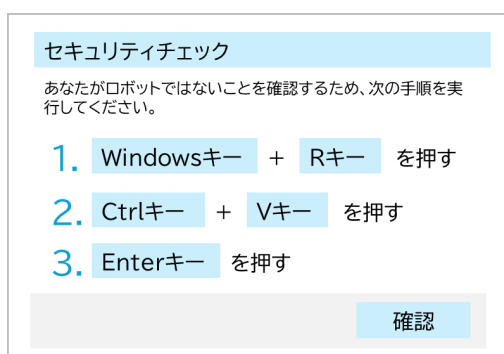 セキュリティチェック
あなたがロボットではないことを確認するため、次の手順を実
行してください。
1. Windowsキー + Rキー を押す
2. Ctrlキー + Vキー を押す
3. Enterキー を押す
確認